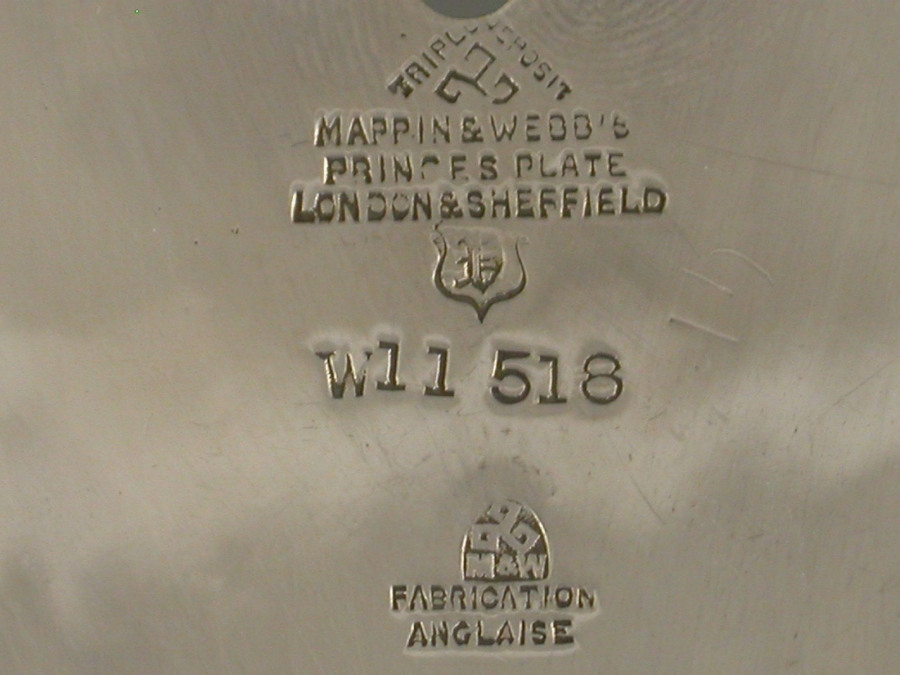 TRIPLE DEPOSIT
MAPPIN & WEBB'S
PRINCES PLATE
LONDON & SHEFFIELD
W11 518
M&W
FABRICATION
ANGLAISE